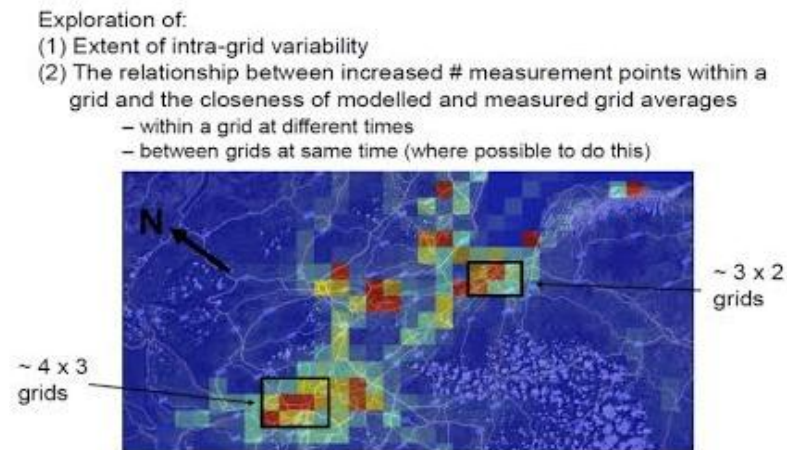 Exploration of:
(1) Extent of intra-grid variability
(2) The relationship between increased # measurement points within a
grid and the closeness of modelled and measured grid averages
– within a grid at different times
– between grids at same time (where possible to do this)
N
~ 3 x 2
grids
~ 4 x 3
grids